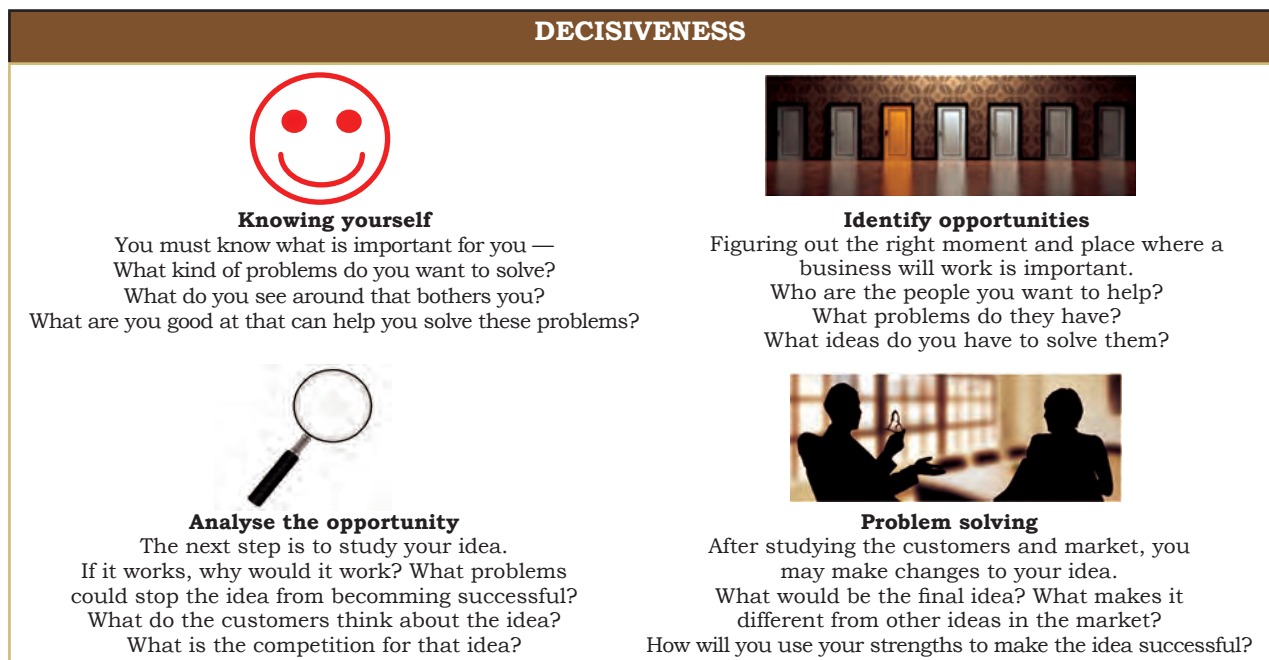 DECISIVENESS
Knowing yourself
You must know what is important for you —
What kind of problems do you want to solve?
What do you see around that bothers you?
What are you good at that can help you solve these problems?
Identify opportunities
Figuring out the right moment and place where a
business will work is important.
Who are the people you want to help?
What problems do they have?
What ideas do you have to solve them?
Analyse the opportunity
The next step is to study your idea.
If it works, why would it work? What problems
could stop the idea from becomming successful?
What do the customers think about the idea?
What is the competition for that idea?
Problem solving
After studying the customers and market, you
may make changes to your idea.
What would be the final idea? What makes it
different from other ideas in the market?
How will you use your strengths to make the idea successful?